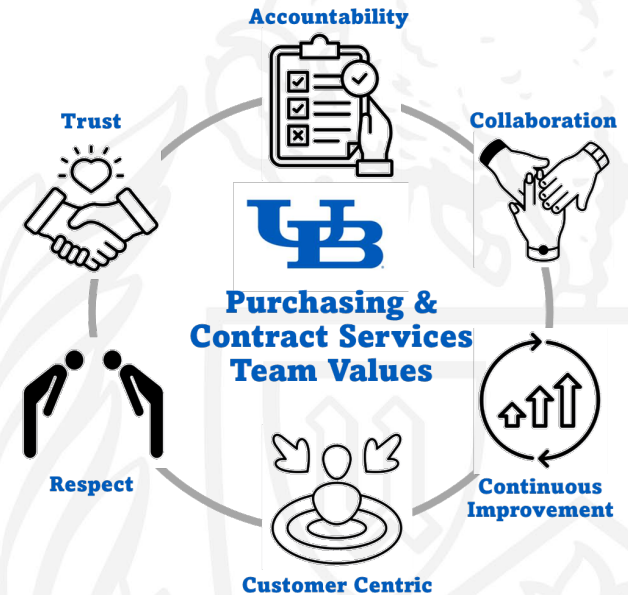 Accountability
Trust
Collaboration
UB
Purchasing &
Contract Services
Team Values
Respect
Continuous
Improvement
Customer Centric